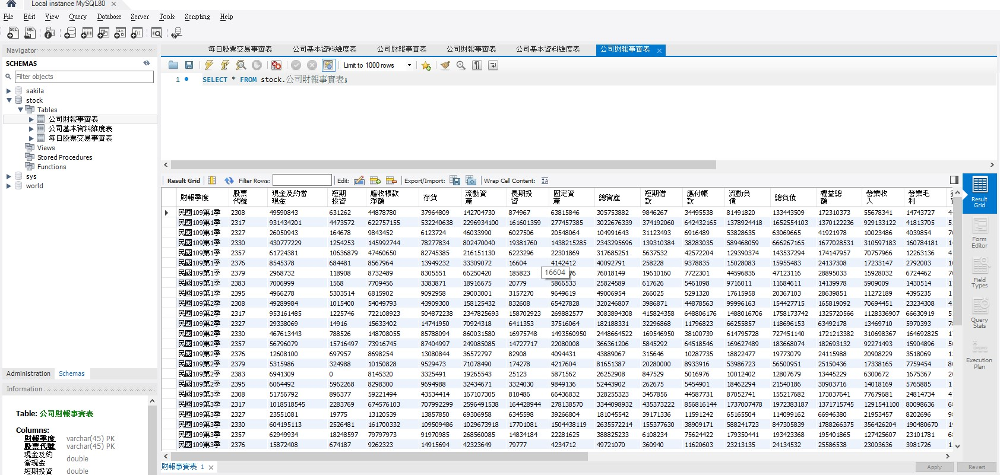 Local instance MySQL80
File Edit View Query Database Server Tools Scripting Help
Navigator
SCHEMAS
Filter objects
sakila
stock
Tables
公司財報事實表
公司基本資料維度表
每日股票交易事實表
Views
Stored Procedures
Functions
sys
world
Administration Schemas
Information
Table: 公司財報事實表
Columns:
財報季度 varchar(45) PK
股票代號 varchar(45) PK
現金及約
當現金 double
短期投資 double
每日股票交易事實表 公司基本資料維度表 公司財報事實表 公司財報事實表 公司基本資料維度表 公司財報事實表
Limit to 1000 rows
1 SELECT * FROM stock.公司財報事實表;
Result Grid Filter Rows: Edit: Export/Import: Wrap Cell Content:
財報季度 股票代號 現金及約當現金 短期投資 應收帳款淨額 存貨 流動資產 長期投資 固定資產 總資產 短期借款 應付帳款 流動負債 總負債 權益總額 營業收入 營業毛利
民國109第1季 2308 49590843 631262 44878780 37964809 142704730 874967 63815846 305753882 9846267 34495538 81491820 133443509 172310373 55678341 14743727
民國109第1季 2317 931434201 4473572 622757155 532240638 2296934100 161601359 277457385 3022676339 374192060 642432165 1378924418 1652554103 1370122236 929133122 41813705
民國109第1季 2327 26050943 164678 9843452 6123724 46033990 6027506 20548064 104991643 31123493 6916489 53828635 63069665 41921978 10023486 4039854
民國109第1季 2330 430777229 1254253 145992744 78277834 802470040 19381760 1438215285 2343295696 139310384 38283035 589468059 666267165 1677028531 310597183 160784181
民國109第1季 2357 61724381 10636879 47460650 82745385 216151130 6223296 22301869 317685251 5637532 42572204 129390374 143537294 174147957 70757966 12263136
民國109第1季 2376 8545378 684481 8567964 13949232 33309072 16604 4142412 40092791 258228 9378835 15028083 15955483 24137308 17233147 2792003
民國109第1季 2379 2968732 118908 8732489 8305551 66250420 185823 76 76018149 19610160 7722301 44596836 47123116 28895033 15928032 6724462
16604
民國109第1季 2383 7006999 1568 7709456 3383871 18916675 20779 5866533 25824589 617626 5461098 9716011 11684611 14139978 5909009 1430514
民國109第1季 2395 4966278 5303514 6815902 9092958 29003001 3157270 9649619 49006954 266025 5291320 17615958 20367103 28639851 11272189 4395235
民國109第2季 2308 49289984 1015400 54049793 43909300 158125432 832608 65427828 320246807 3986871 44878563 99996163 154427715 165819092 70694451 23234308
民國109第2季 2317 953161485 1225746 722108923 504872238 2347825693 158702923 269882577 3083894308 415824358 648806176 1488016706 1758173742 1325720566 1128336907 66630919
民國109第2季 2327 29338069 14916 15633402 14741950 70924318 6411353 37516064 182188331 32296868 11796823 66255857 118696153 63492178 13469710 5970393
民國109第2季 2330 467613443 788526 148708055 85788094 860031580 16975748 1493560950 2448664522 169546950 38100739 614795728 727451140 1721213382 310698367 164692825
民國109第2季 2357 56796079 15716497 73916745 87404997 249085085 14727717 22080008 366361206 5845292 64518546 169627489 183668074 182693132 92271493 15904896
民國109第2季 2376 12608100 697957 8698254 13080844 36572797 82908 4094431 43889067 315646 10287735 18822477 19773079 24115988 20908229 3518069
民國109第2季 2379 5315986 324988 10150828 9529473 71078490 174278 4217604 81651387 20280000 8933916 53986723 56500951 25150436 17338165 7759454
民國109第2季 2383 6941309 0 8145320 3325491 19265543 25123 5871562 26252908 847529 5016976 10012402 12807679 13445229 6300672 1675367
民國109第2季 2395 6064492 5962268 8298300 9694988 32434671 3324030 9849136 52443902 262675 5454901 18462294 21540186 30903716 14018169 5765885
民國109第3季 2308 51756792 896377 59221494 43534414 167107305 810486 66436832 328255323 3457856 44587731 87052741 155217682 173037641 77679681 24814734
民國109第3季 2317 1018518545 2283769 674576103 707992299 2596491538 164428944 278138570 3344098932 435373222 856816144 1737007478 1972383187 1371715745 1291541100 80098636
民國109第3季 2327 23551081 19775 13120539 13857850 69306958 6345598 39266804 181045542 39171336 11591242 65165504 114099162 66946380 21953457 8202696
民國109第3季 2330 604195113 2526481 161700332 109509486 1029673918 17701081 1504438119 2635572214 155377630 38909171 588241723 847305839 1788266375 356426204 190480670
民國109第3季 2357 62949934 18248597 79797973 91970985 268560085 14834184 22281625 388825233 6108234 75624422 179350441 193423368 195401865 127425607 23101781
民國109第3季 2376 15872408 674187 9262323 14915694 42323649 79777 4234712 49721070 360940 11620603 23213135 24134532 25586538 23003636 3981726
Result Grid
Form Editor
Field Types
Query Stats
Execution Plan
財報事實表 1
Apply Revert